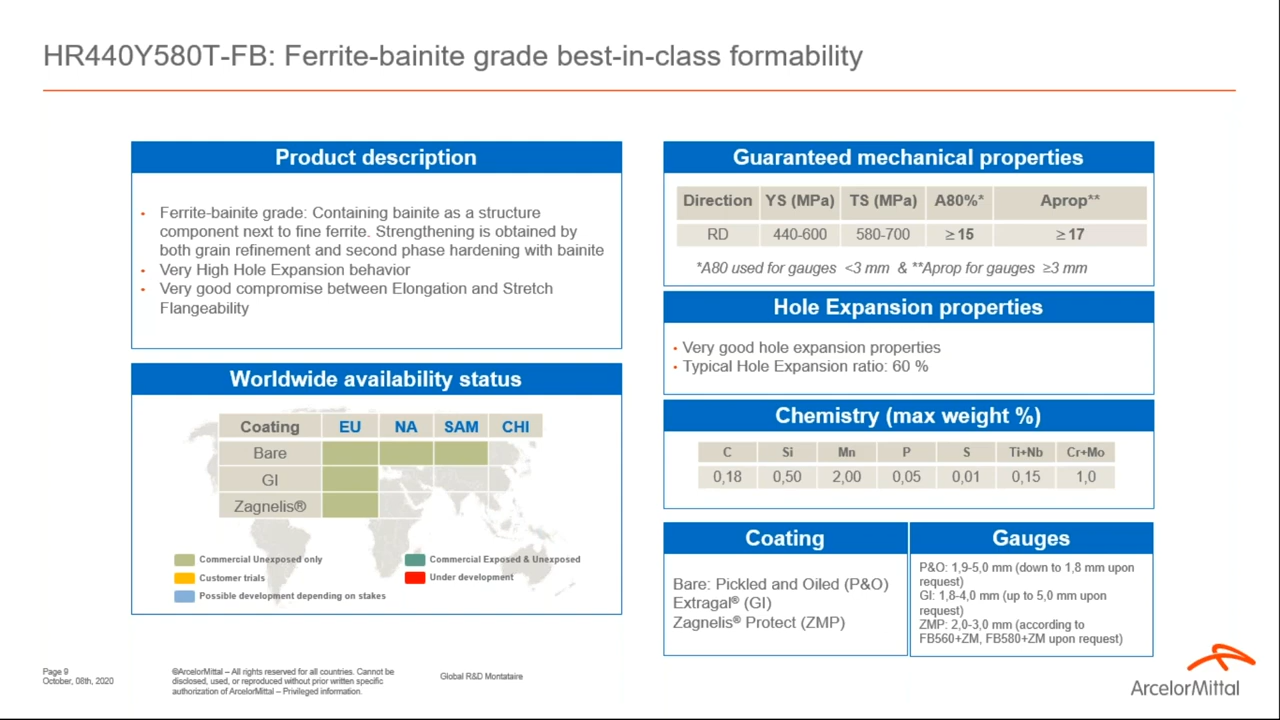 HR440Y580T-FB: Ferrite-bainite grade best-in-class formability
Product description
• Ferrite-bainite grade: Containing bainite as a structure
component next to fine ferrite. Strengthening is obtained by
both grain refinement and second phase hardening with bainite
• Very High Hole Expansion behavior
• Very good compromise between Elongation and Stretch
Flangeability
Worldwide availability status
Coating EU NA SAM CHI
Bare
GI
Zagnelis®
Commercial Unexposed only
Commercial Exposed & Unexposed
Customer trials
Under development
Possible development depending on stakes
Guaranteed mechanical properties
Direction YS (MPa) TS (MPa) A80%* Aprop**
RD 440-600 580-700 ≥ 15 ≥ 17
*A80 used for gauges <3 mm & **Aprop for gauges ≥3 mm
Hole Expansion properties
• Very good hole expansion properties
• Typical Hole Expansion ratio: 60 %
Chemistry (max weight %)
C Si Mn P S Ti+Nb Cr+Mo
0,18 0,50 2,00 0,05 0,01 0,15 1,0
Coating
Bare: Pickled and Oiled (P&O)
Extragal® (GI)
Zagnelis® Protect (ZMP)
Gauges
P&O: 1,9-5,0 mm (down to 1,8 mm upon
request)
GI: 1,8-4,0 mm (up to 5,0 mm upon
request)
ZMP: 2,0-3,0 mm (according to
FB560+ZM, FB580+ZM upon request)
Page 9
October, 08th, 2020
©ArcelorMittal – All rights reserved for all countries. Cannot be
disclosed, used, or reproduced without prior written specific
authorization of ArcelorMittal – Privileged information.
Global R&D Montataire
ArcelorMittal